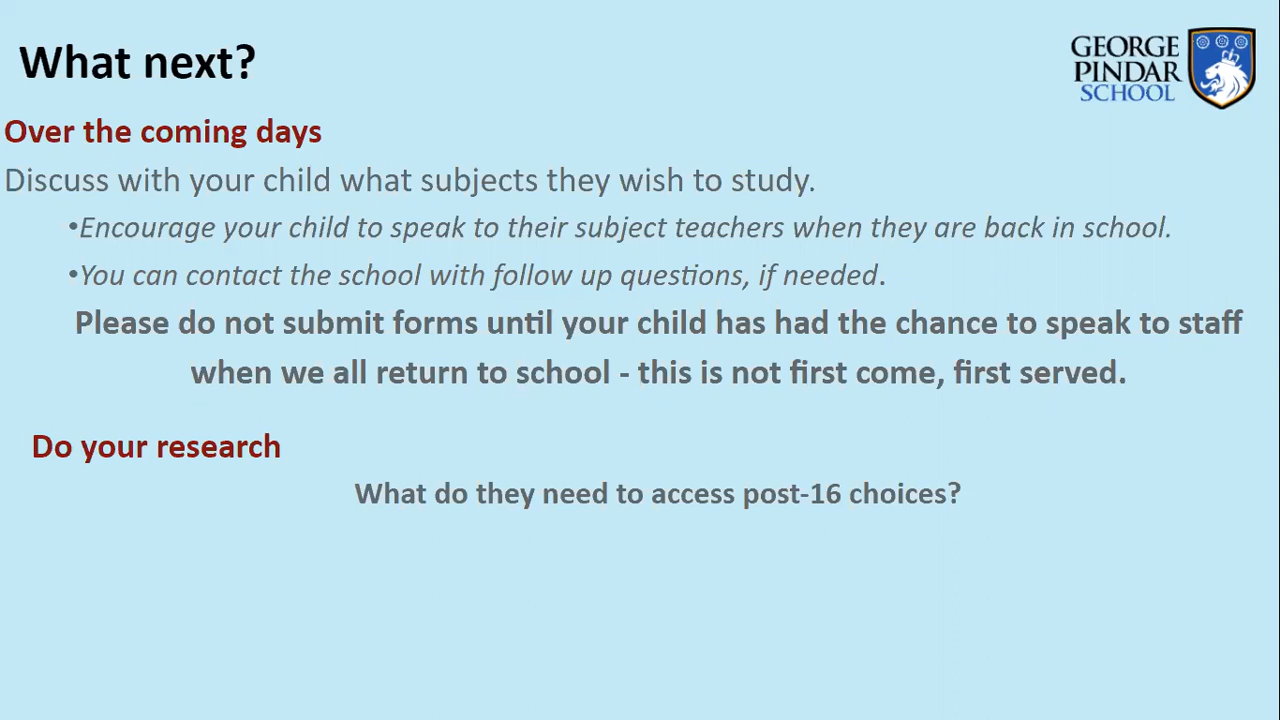 What next?
GEORGE
PINDAR
SCHOOL
Over the coming days
Discuss with your child what subjects they wish to study.
•Encourage your child to speak to their subject teachers when they are back in school.
•You can contact the school with follow up questions, if needed.
Please do not submit forms until your child has had the chance to speak to staff
when we all return to school - this is not first come, first served.
Do your research
What do they need to access post-16 choices?